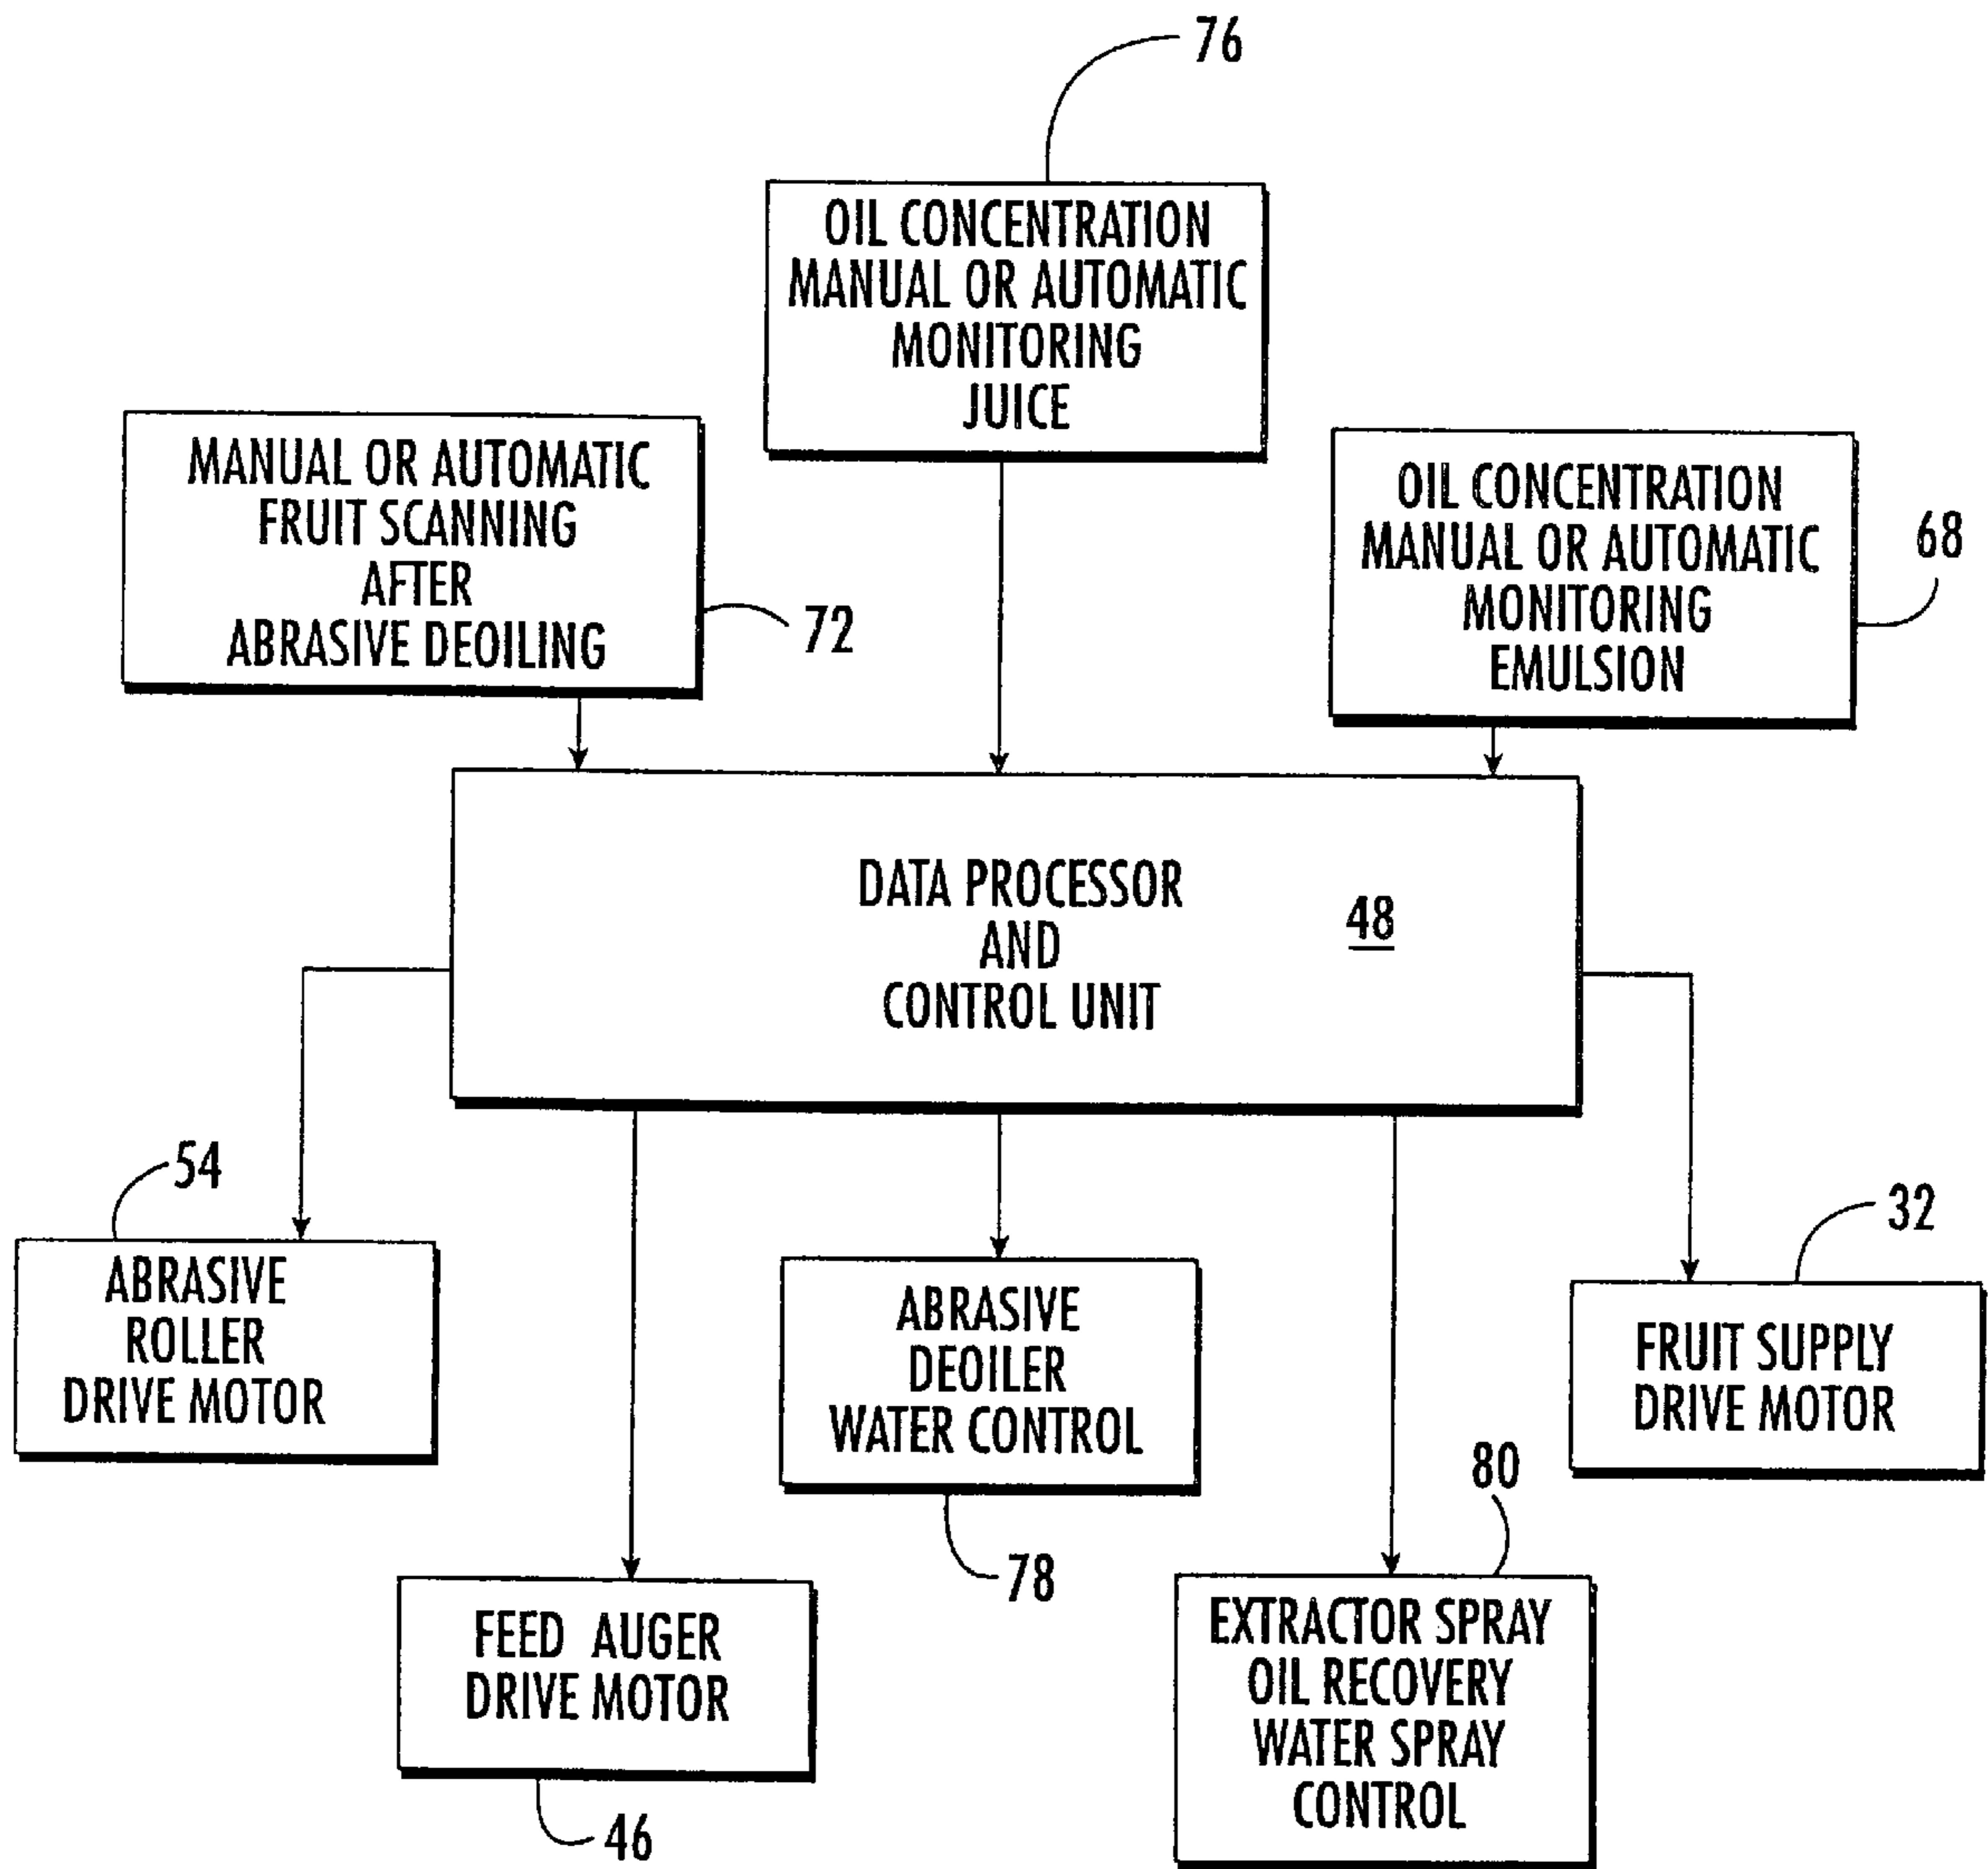 76
OIL CONCENTRATION
MANUAL OR AUTOMATIC
MONITORING
JUICE
MANUAL OR AUTOMATIC
FRUIT SCANNING
AFTER
ABRASIVE DEOILING
72
OIL CONCENTRATION
MANUAL OR AUTOMATIC
MONITORING
EMULSION
68
DATA PROCESSOR
AND
CONTROL UNIT
48
54
ABRASIVE
ROLLER
DRIVE MOTOR
ABRASIVE
DEOILER
WATER CONTROL
78
32
FRUIT SUPPLY
DRIVE MOTOR
FEED AUGER
DRIVE MOTOR
46
80
EXTRACTOR SPRAY
OIL RECOVERY
WATER SPRAY
CONTROL